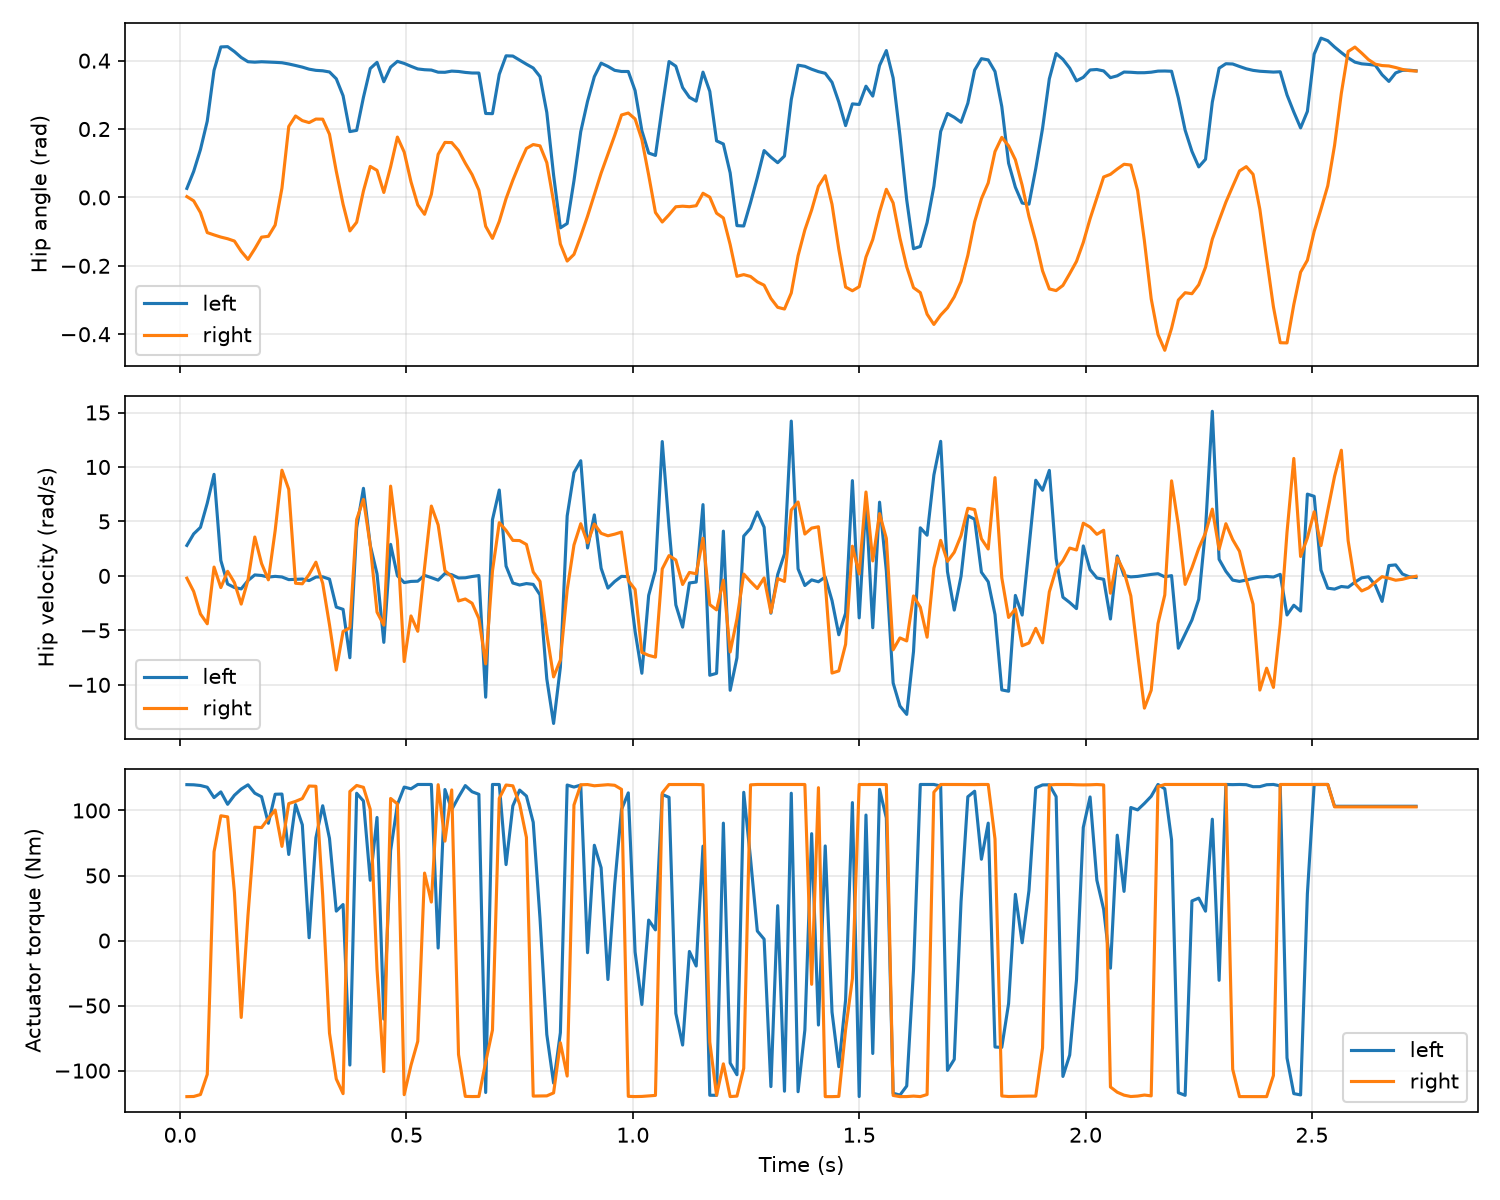 Hip angle (rad)
0.4
0.2
0.0
−0.2
−0.4
left
right
Hip velocity (rad/s)
15
10
5
0
−5
−10
left
right
Actuator torque (Nm)
100
50
0
−50
−100
left
right
0.0 0.5 1.0 1.5 2.0 2.5
Time (s)